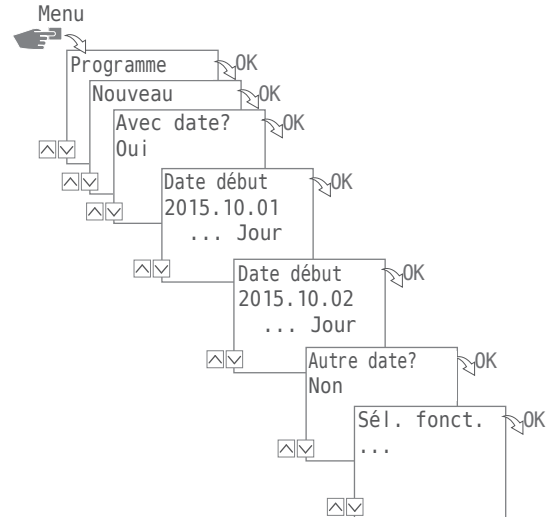 Menu
Programme OK
Nouveau OK
Avec date? OK
Oui
Date début OK
2015.10.01
... Jour
Date début OK
2015.10.02
... Jour
Autre date? OK
Non
Sél. fonct. OK
...